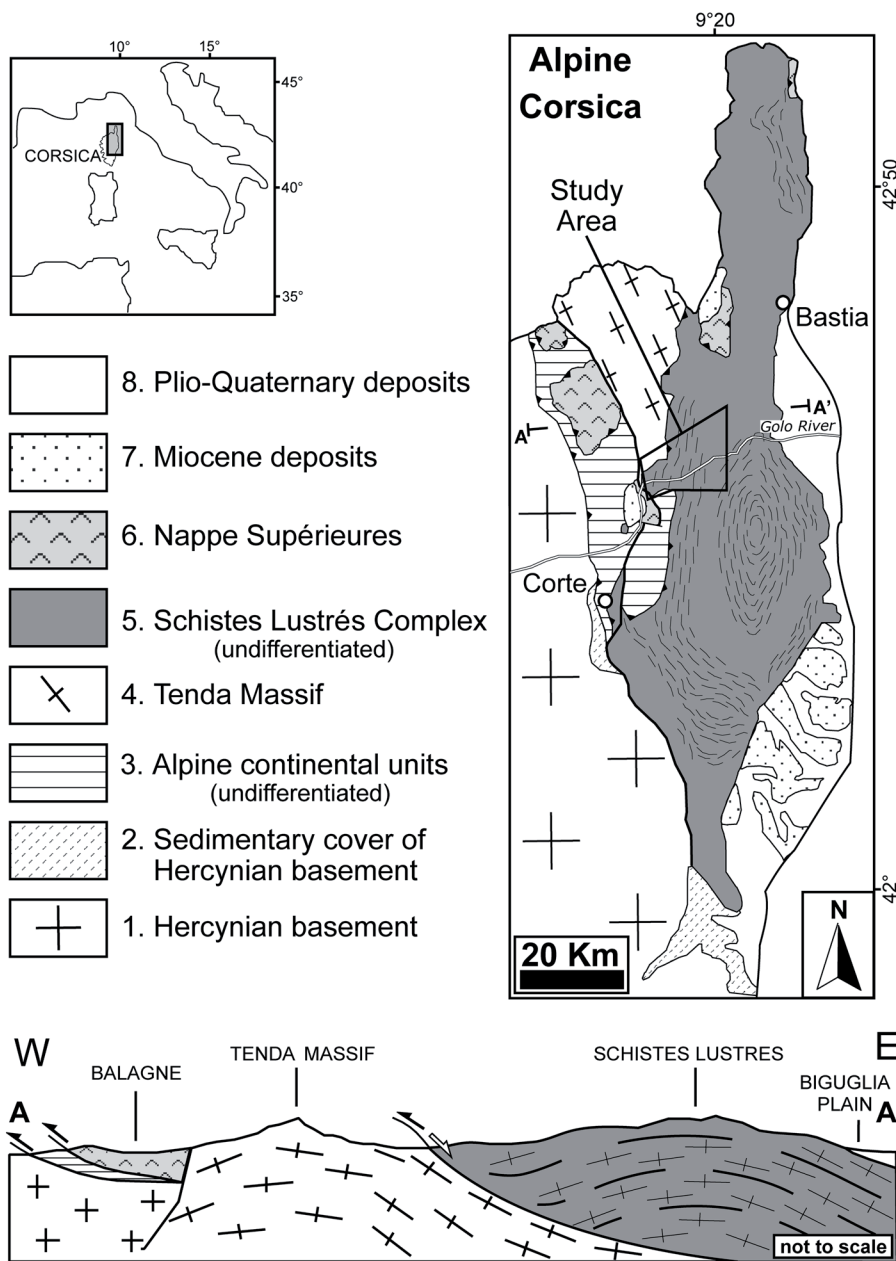 10°
15°
45°
CORSICA
40°
35°
9°20
Alpine
Corsica
Study
Area
42°50
Bastia
A
A'
Golo River
Corte
42°
20 Km
N
8. Plio-Quaternary deposits
7. Miocene deposits
6. Nappe Supérieures
5. Schistes Lustrés Complex
(undifferentiated)
4. Tenda Massif
3. Alpine continental units
(undifferentiated)
2. Sedimentary cover of
Hercynian basement
1. Hercynian basement
W
E
BALAGNE
TENDA MASSIF
SCHISTES LUSTRES
BIGUGLIA
PLAIN
A
A
not to scale